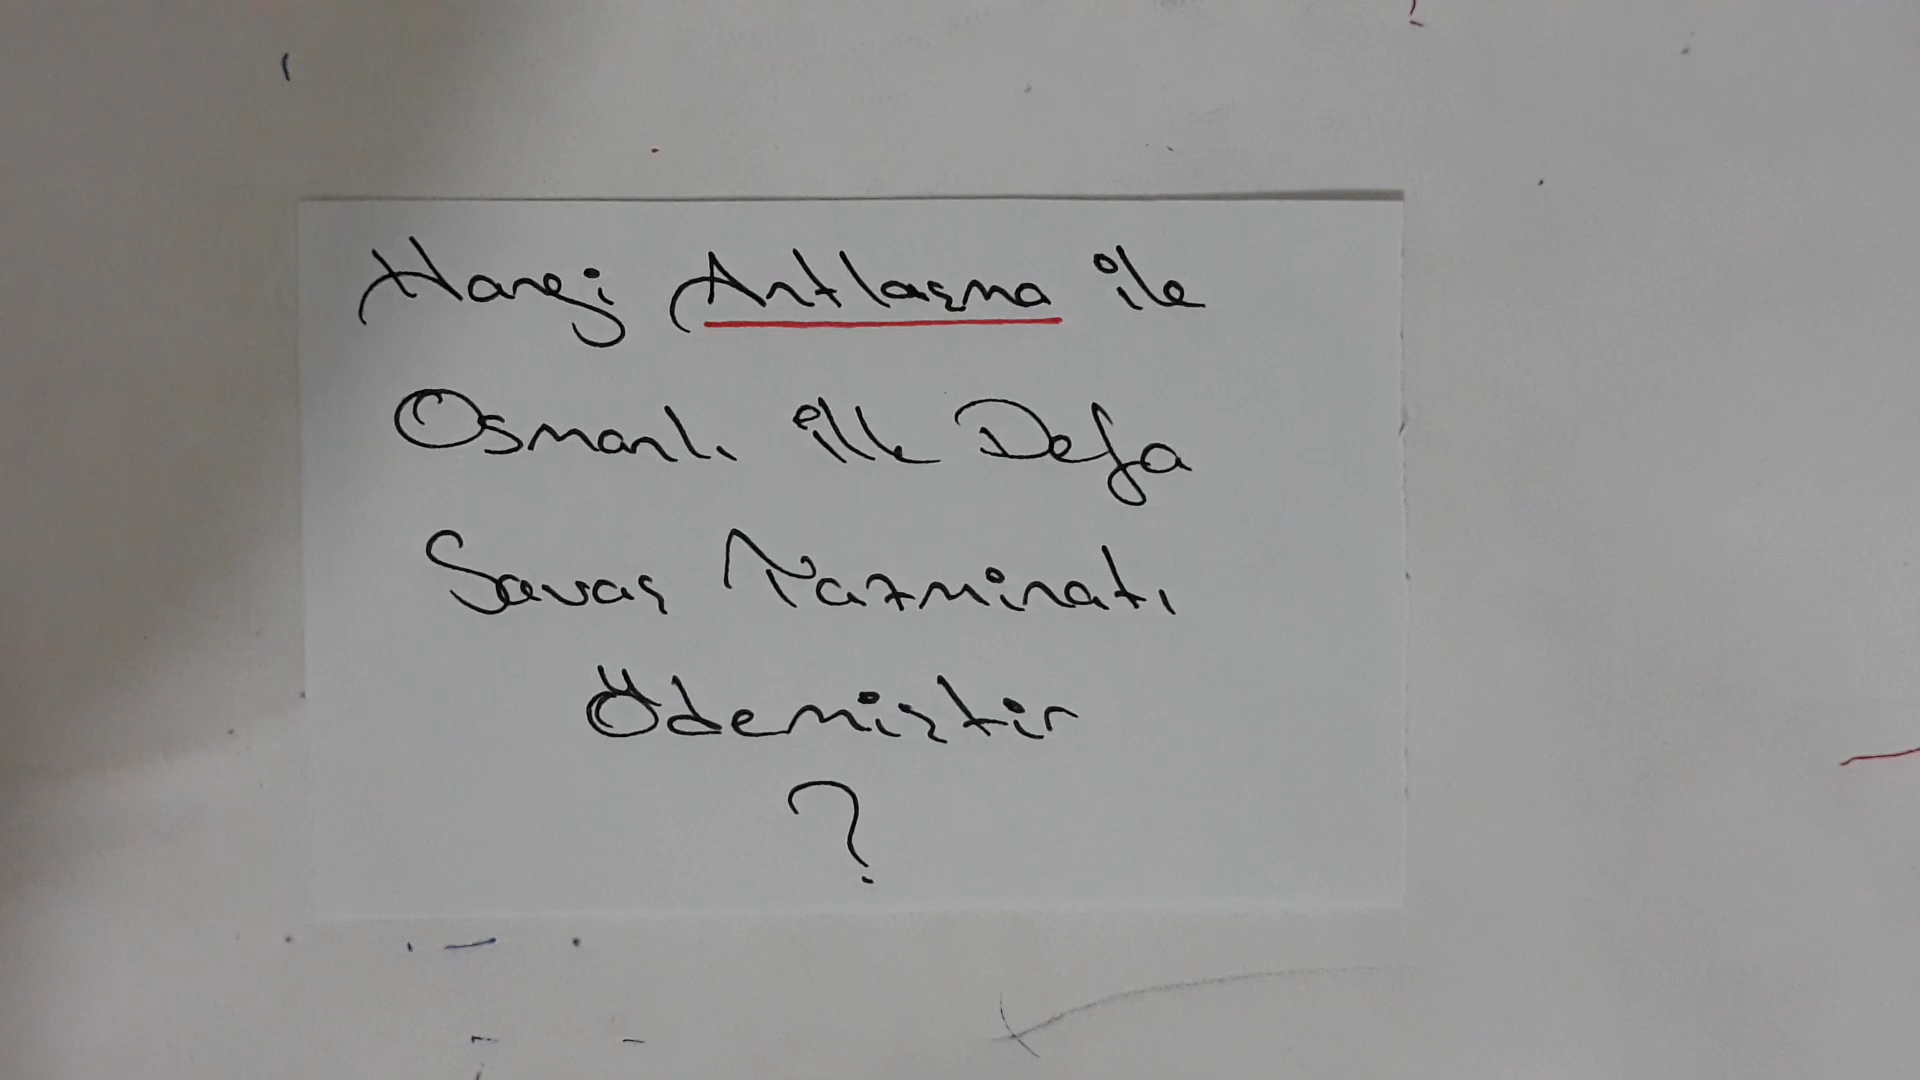 Hangi Antlaşma ile
Osmanlı ilk Defa
Savaş Tazminatı
Ödemiştir
?